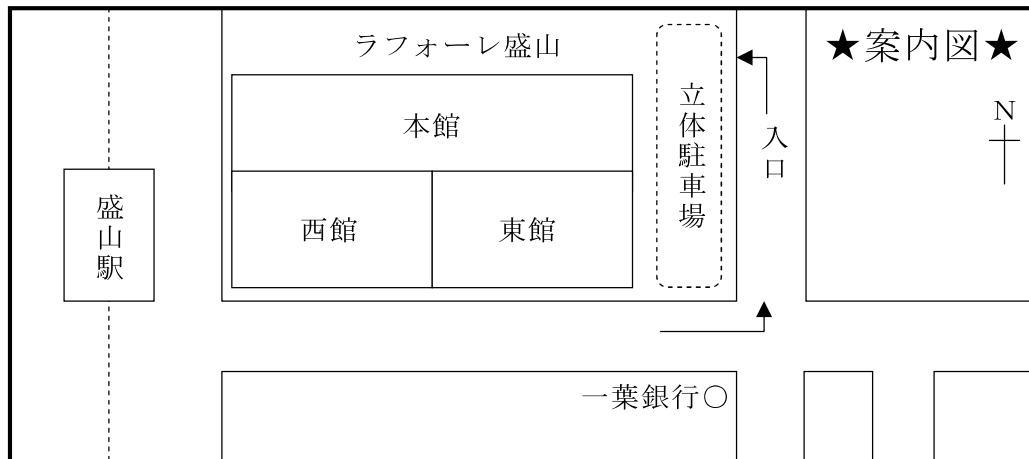 ★案内図★
ラフォーレ盛山
本館
西館
東館
立体駐車場
入口
N
盛山駅
一葉銀行○